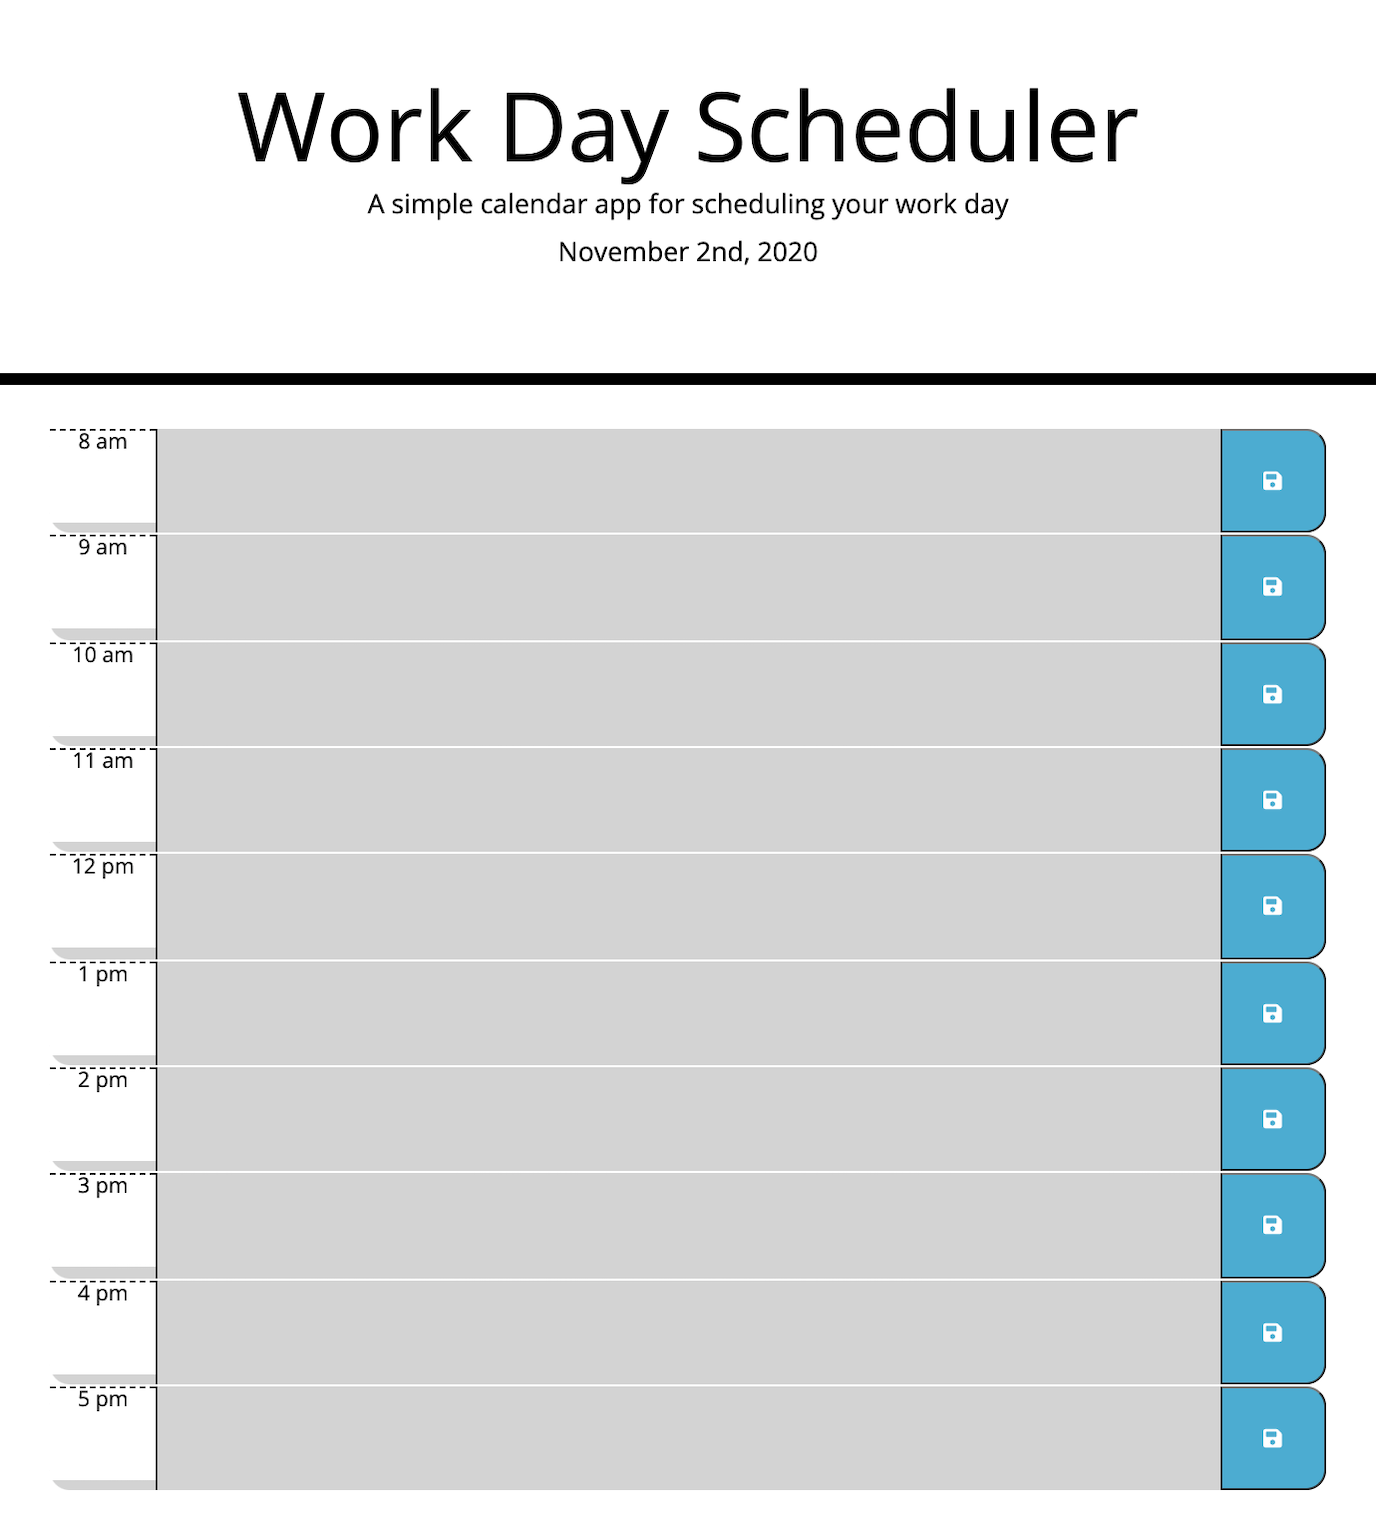 Work Day Scheduler
A simple calendar app for scheduling your work day
November 2nd, 2020
8 am
9 am
10 am
11 am
12 pm
1 pm
2 pm
3 pm
4 pm
5 pm